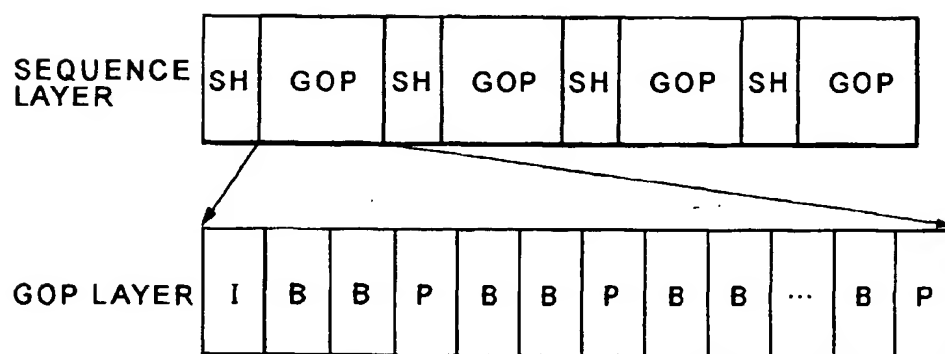 SEQUENCE LAYER
SH GOP SH GOP SH GOP SH GOP
GOP LAYER
I B B P B B P B B ... B P